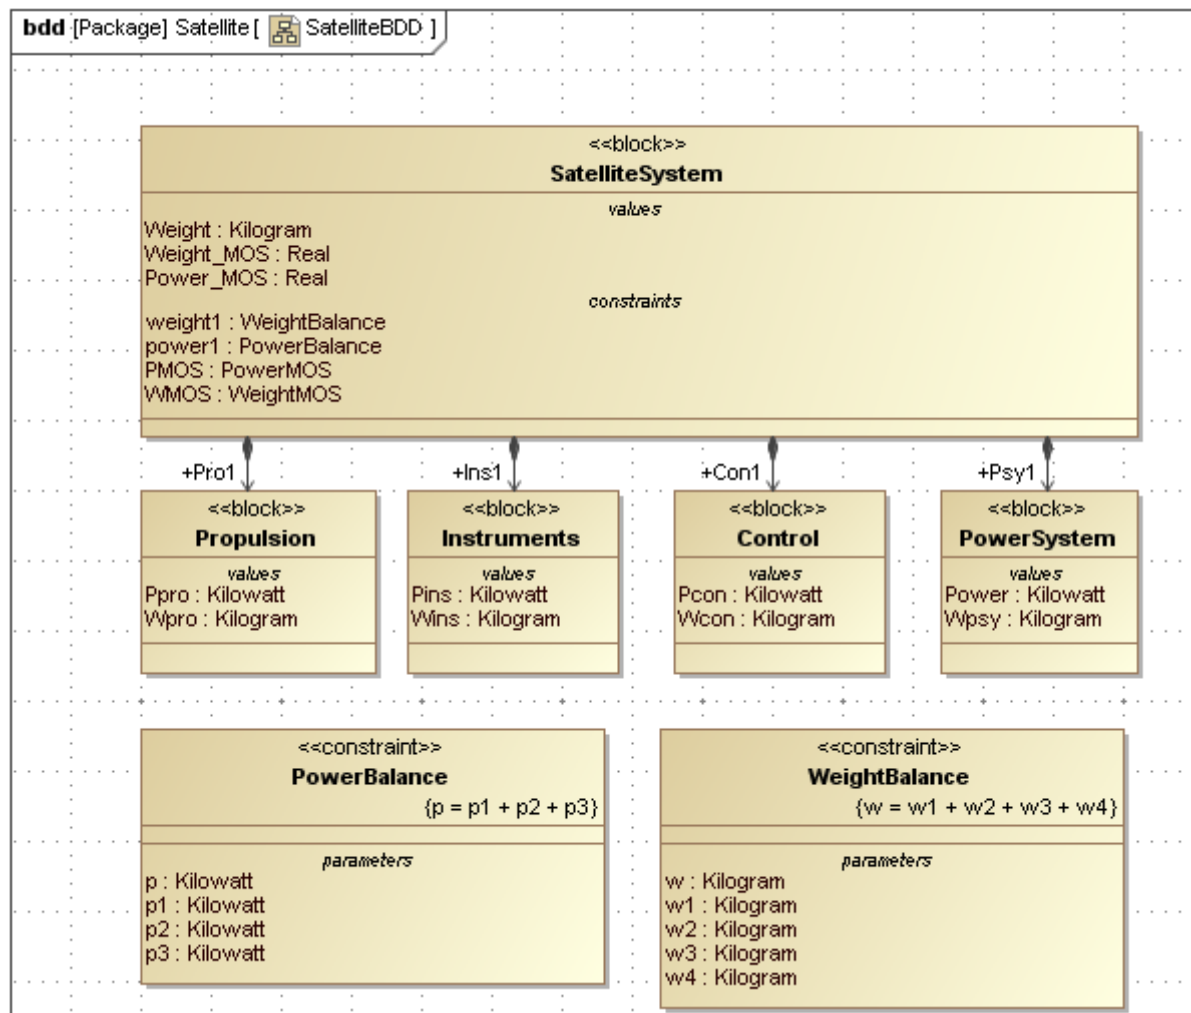 bdd [Package] Satellite [ SatelliteBDD ]
<<block>>
SatelliteSystem
values
Weight : Kilogram
Weight_MOS : Real
Power_MOS : Real
constraints
weight1 : WeightBalance
power1 : PowerBalance
PMOS : PowerMOS
WMOS : WeightMOS
+Pro1
+Ins1
+Con1
+Psy1
<<block>>
Propulsion
values
Ppro : Kilowatt
Wpro : Kilogram
<<block>>
Instruments
values
Pins : Kilowatt
Wins : Kilogram
<<block>>
Control
values
Pcon : Kilowatt
Wcon : Kilogram
<<block>>
PowerSystem
values
Power : Kilowatt
Wpsy : Kilogram
<<constraint>>
PowerBalance
{p = p1 + p2 + p3}
parameters
p : Kilowatt
p1 : Kilowatt
p2 : Kilowatt
p3 : Kilowatt
<<constraint>>
WeightBalance
{w = w1 + w2 + w3 + w4}
parameters
w : Kilogram
w1 : Kilogram
w2 : Kilogram
w3 : Kilogram
w4 : Kilogram